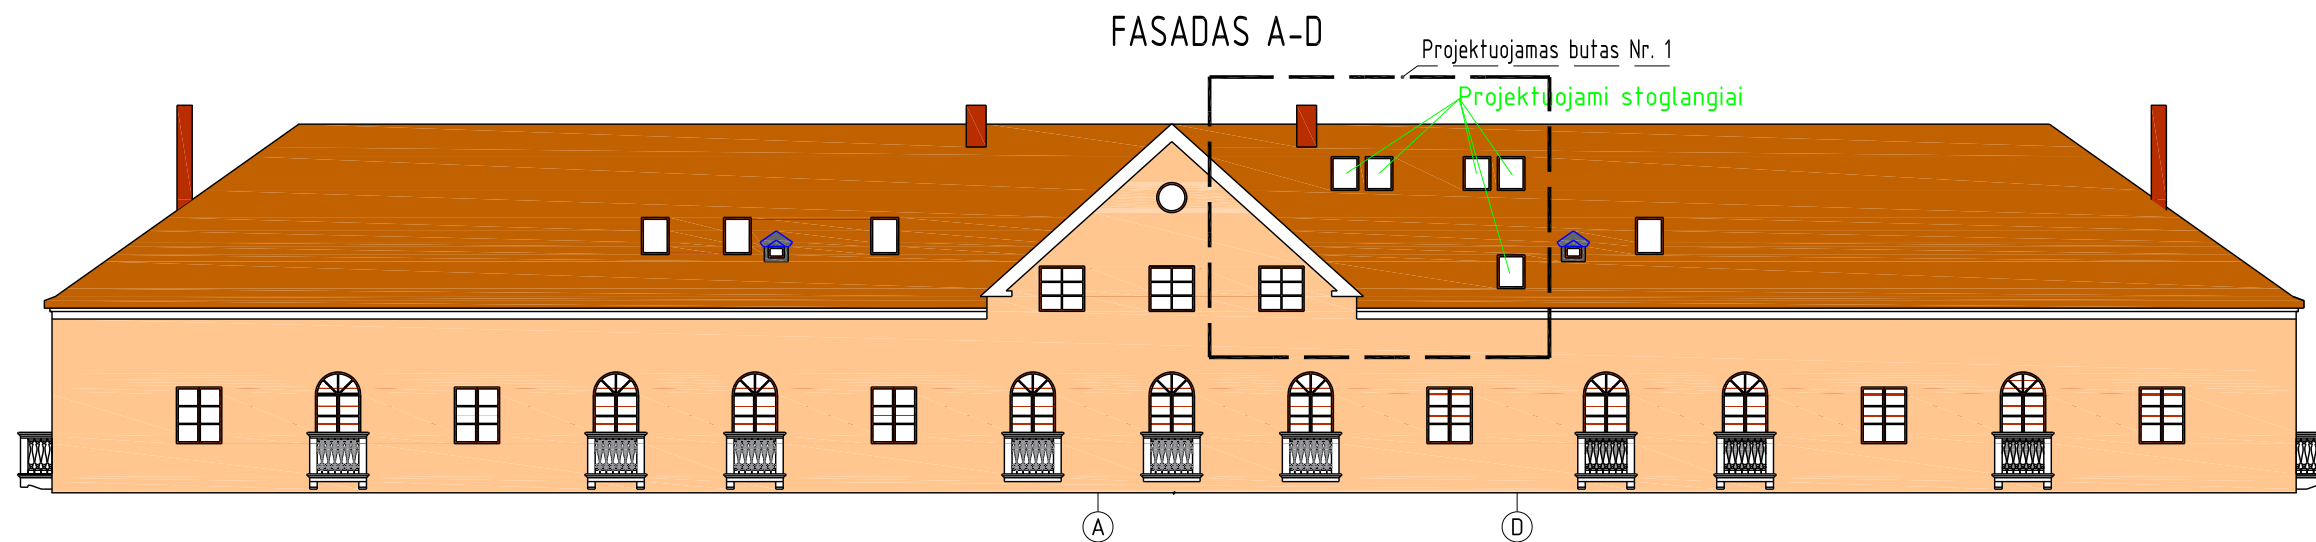 FASADAS A-D
Projektuojamas butas Nr. 1
Projektuojami stoglangiai
A
D